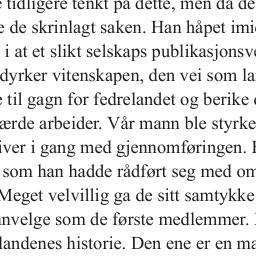 tidligere tenkt på dette, men da de
e de skrinlagt saken. Han håpet imi
i at et slikt selskaps publikasjonsv
dyrker vitenskapen, den vei som la
e til gagn for fedrelandet og berike
ærde arbeider. Vår mann ble styrke
iver i gang med gjennomføringen.
som han hadde rådført seg med om
Meget velvillig ga de sitt samtykke
nnvelge som de første medlemmer.
landenes historie. Den ene er en ma